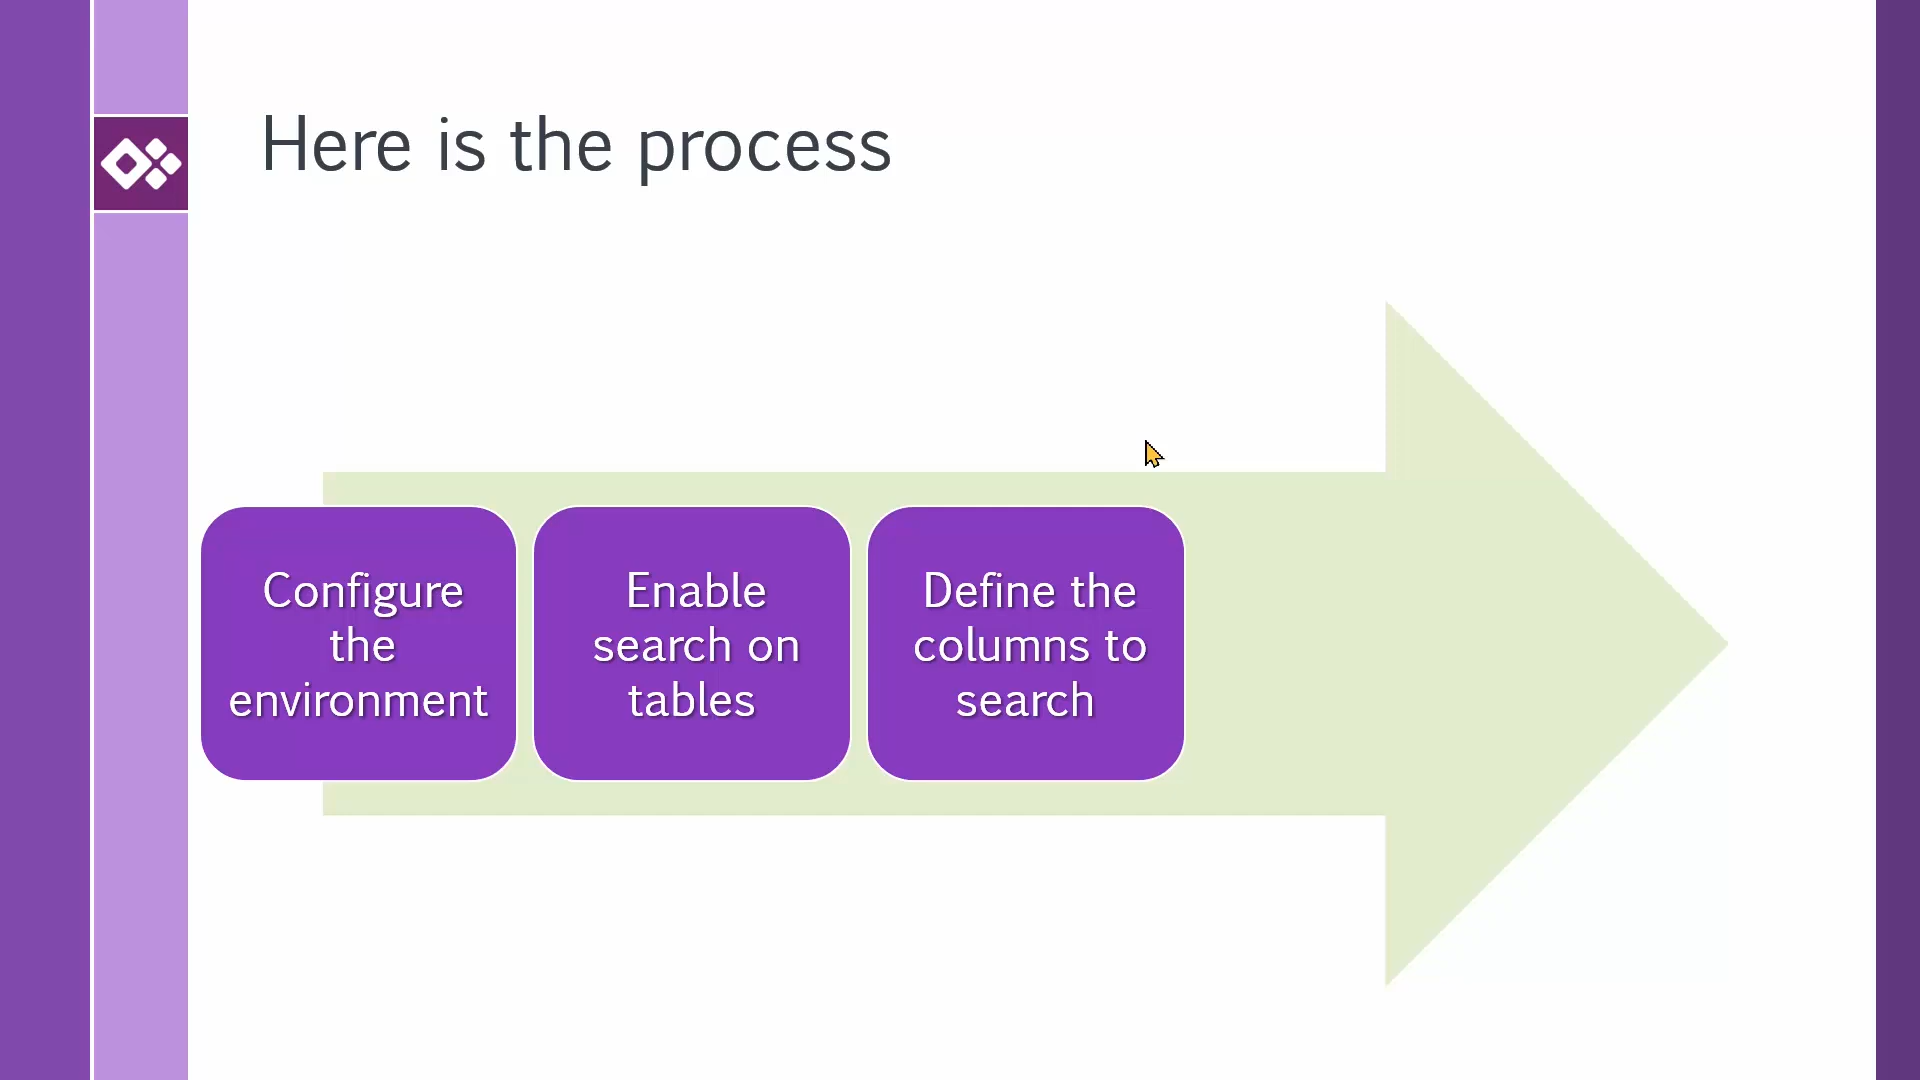 Here is the process
Configure
the
environment
Enable
search on
tables
Define the
columns to
search